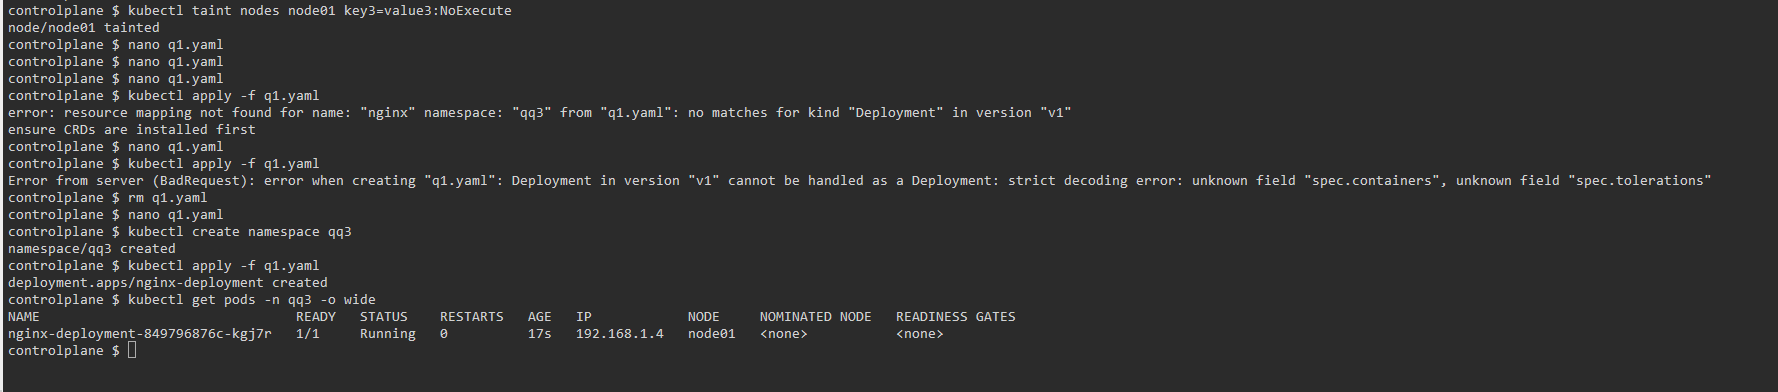 controlplane $ kubectl taint nodes node01 key3=value3:NoExecute
node/node01 tainted
controlplane $ nano q1.yaml
controlplane $ nano q1.yaml
controlplane $ nano q1.yaml
controlplane $ kubectl apply -f q1.yaml
error: resource mapping not found for name: "nginx" namespace: "qq3" from "q1.yaml": no matches for kind "Deployment" in version "v1"
ensure CRDs are installed first
controlplane $ nano q1.yaml
controlplane $ kubectl apply -f q1.yaml
Error from server (BadRequest): error when creating "q1.yaml": Deployment in version "v1" cannot be handled as a Deployment: strict decoding error: unknown field "spec.containers", unknown field "spec.tolerations"
controlplane $ rm q1.yaml
controlplane $ nano q1.yaml
controlplane $ kubectl create namespace qq3
namespace/qq3 created
controlplane $ kubectl apply -f q1.yaml
deployment.apps/nginx-deployment created
controlplane $ kubectl get pods -n qq3 -o wide
NAME READY STATUS RESTARTS AGE IP NODE NOMINATED NODE READINESS GATES
nginx-deployment-849796876c-kgj7r 1/1 Running 0 17s 192.168.1.4 node01 <none> <none>
controlplane $